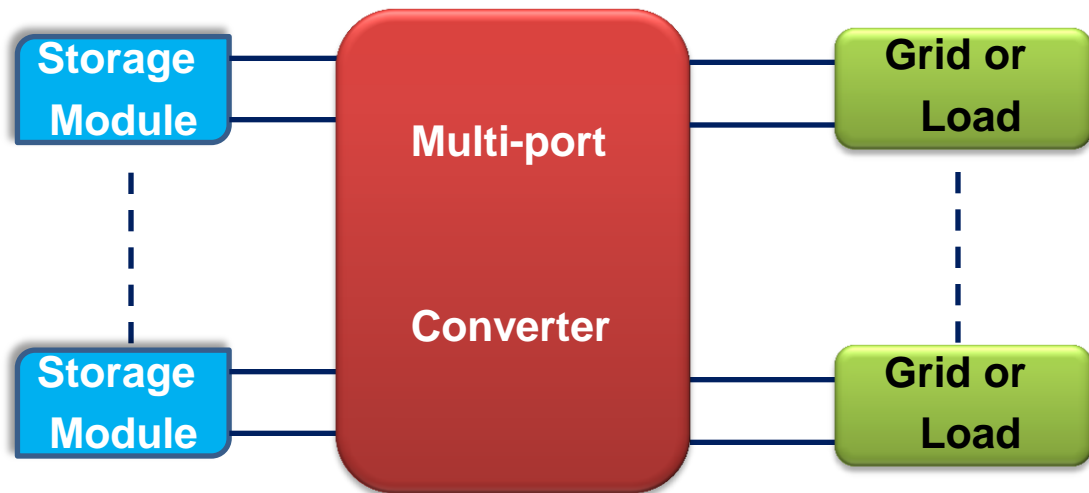 Storage
Module
Multi-port
Converter
Grid or
Load
Storage
Module
Grid or
Load